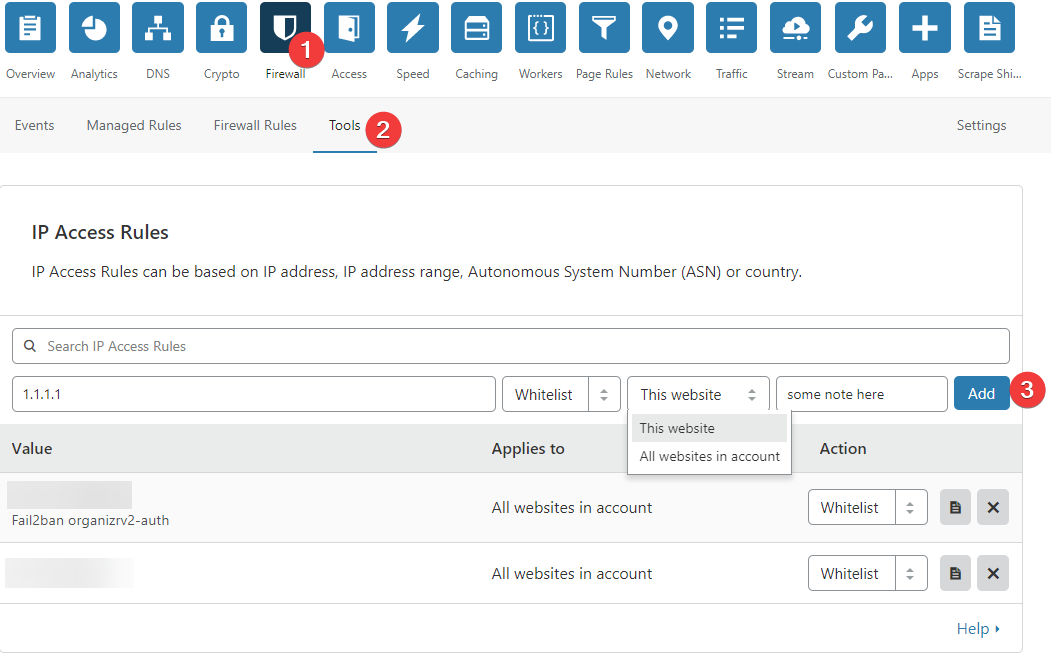 Overview Analytics DNS Crypto Firewall Access Speed Caching Workers Page Rules Network Traffic Stream Custom Pa... Apps Scrape Shi...
1
Events Managed Rules Firewall Rules Tools Settings
2
IP Access Rules
IP Access Rules can be based on IP address, IP address range, Autonomous System Number (ASN) or country.
Search IP Access Rules
1.1.1.1 Whitelist This website some note here Add
3
This website
All websites in account
Value Applies to Action
All websites in account Whitelist
Fail2ban organizrv2-auth
All websites in account Whitelist
Help